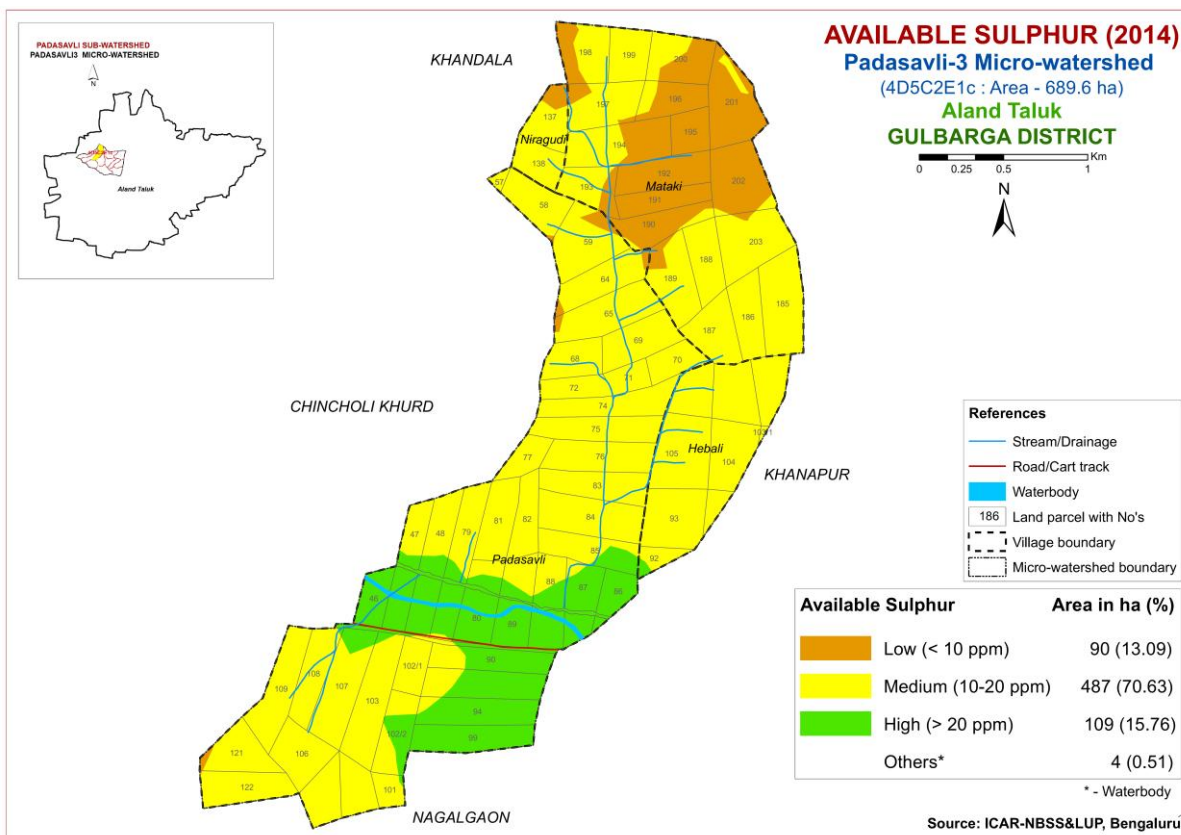 PADASAVLI SUB-WATERSHED
PADASAVLI3 MICRO-WATERSHED
N
Aland Taluk
AVAILABLE SULPHUR (2014)
Padasavli-3 Micro-watershed
(4D5C2E1c : Area - 689.6 ha)
Aland Taluk
GULBARGA DISTRICT
Km
0 0.25 0.5 1
N
KHANDALA
198
199
200
137
197
196
201
Niragudi
195
194
138
193
192
Mataki
202
57
191
58
190
59
203
188
64
189
185
65
186
187
69
68
70
71
72
74
CHINCHOLI KHURD
75
103/1
Hebali
77
76
105
104
KHANAPUR
83
81
82
84
93
47
48
79
85
92
Padasavli
88
87
86
46
80
89
90
102/1
108
109
107
103
94
102/2
99
121
106
122
101
NAGALGAON
References
Stream/Drainage
Road/Cart track
Waterbody
186 Land parcel with No's
Village boundary
Micro-watershed boundary
Available Sulphur Area in ha (%)
Low (< 10 ppm) 90 (13.09)
Medium (10-20 ppm) 487 (70.63)
High (> 20 ppm) 109 (15.76)
Others* 4 (0.51)
* - Waterbody
Source: ICAR-NBSS&LUP, Bengaluru